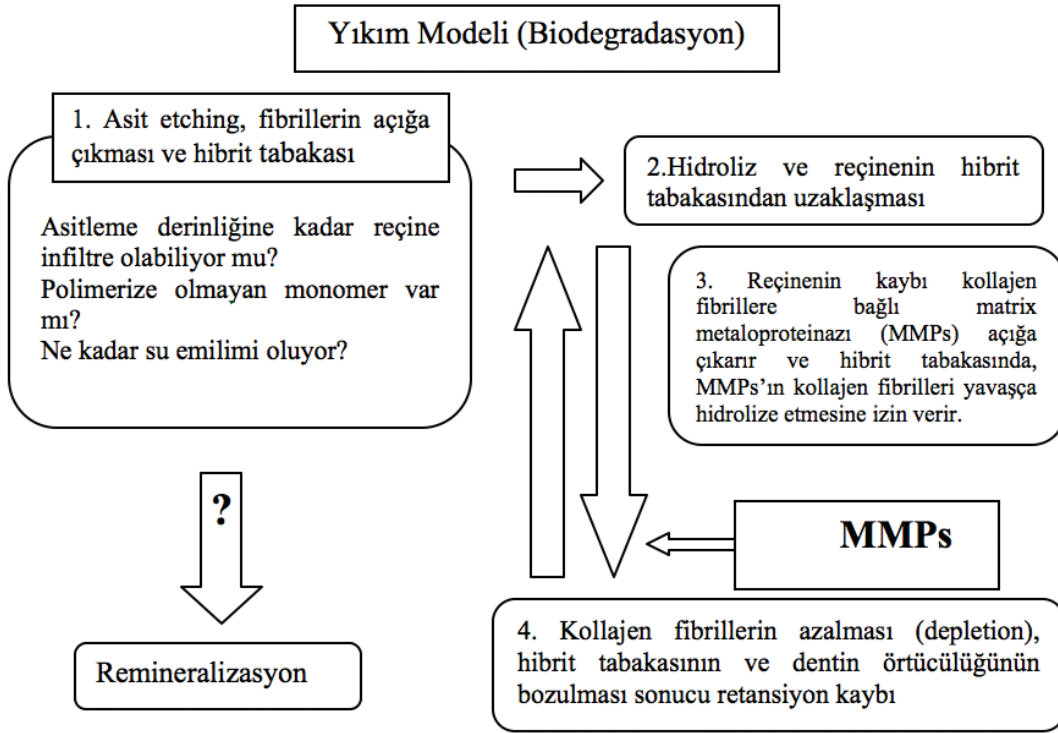 Yıkım Modeli (Biodegradasyon)
1. Asit etching, fibrillerin açığa
çıkması ve hibrit tabakası
Asitleme derinliğine kadar reçine
infiltre olabiliyor mu?
Polimerize olmayan monomer var
mı?
Ne kadar su emilimi oluyor?
2.Hidroliz ve reçinenin hibrit
tabakasından uzaklaşması
3. Reçinenin kaybı kollajen
fibrillere bağlı matrix
metaloproteinazı (MMPs) açığa
çıkarır ve hibrit tabakasında,
MMPs’ın kollajen fibrilleri yavaşça
hidrolize etmesine izin verir.
?
MMPs
Remineralizasyon
4. Kollajen fibrillerin azalması (depletion),
hibrit tabakasının ve dentin örtücülüğünün
bozulması sonucu retansiyon kaybı